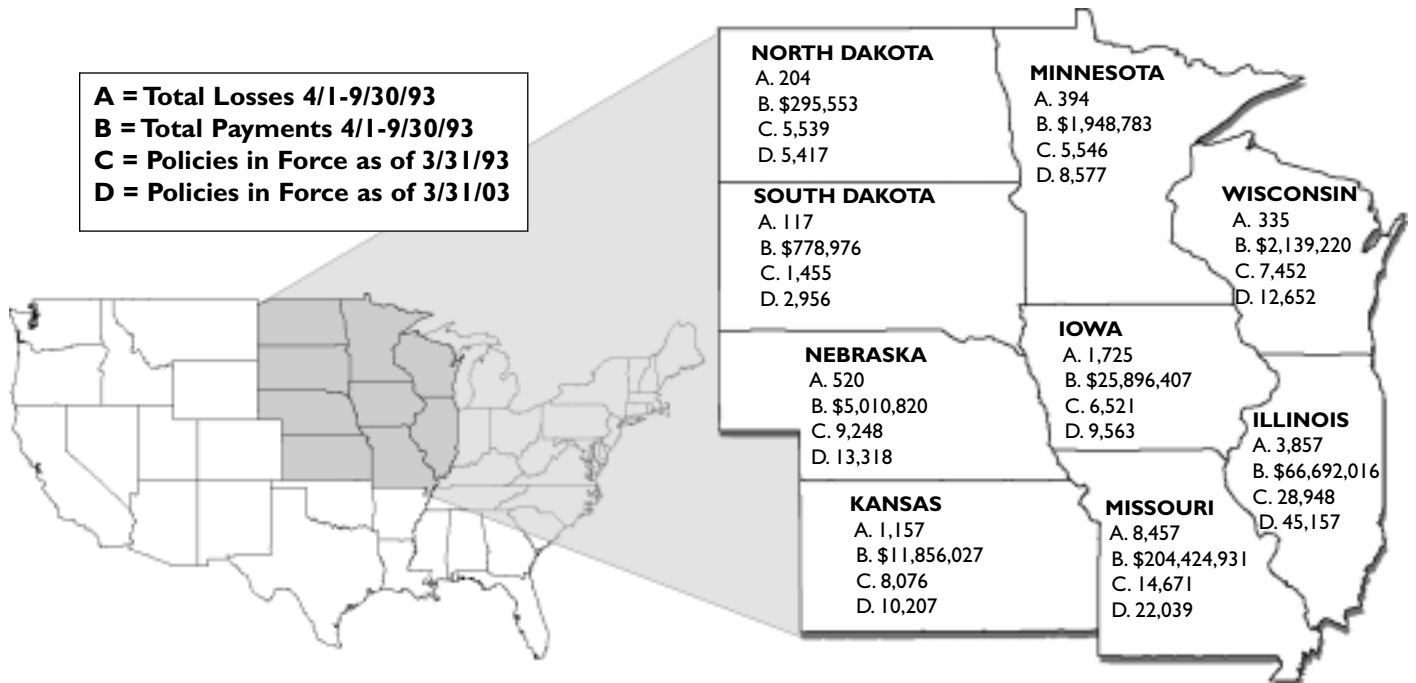 A = Total Losses 4/1-9/30/93
B = Total Payments 4/1-9/30/93
C = Policies in Force as of 3/31/93
D = Policies in Force as of 3/31/03
NORTH DAKOTA
A. 204
B. $295,553
C. 5,539
D. 5,417
MINNESOTA
A. 394
B. $1,948,783
C. 5,546
D. 8,577
SOUTH DAKOTA
A. 117
B. $778,976
C. 1,455
D. 2,956
WISCONSIN
A. 335
B. $2,139,220
C. 7,452
D. 12,652
NEBRASKA
A. 520
B. $5,010,820
C. 9,248
D. 13,318
IOWA
A. 1,725
B. $25,896,407
C. 6,521
D. 9,563
ILLINOIS
A. 3,857
B. $66,692,016
C. 28,948
D. 45,157
KANSAS
A. 1,157
B. $11,856,027
C. 8,076
D. 10,207
MISSOURI
A. 8,457
B. $204,424,931
C. 14,671
D. 22,039